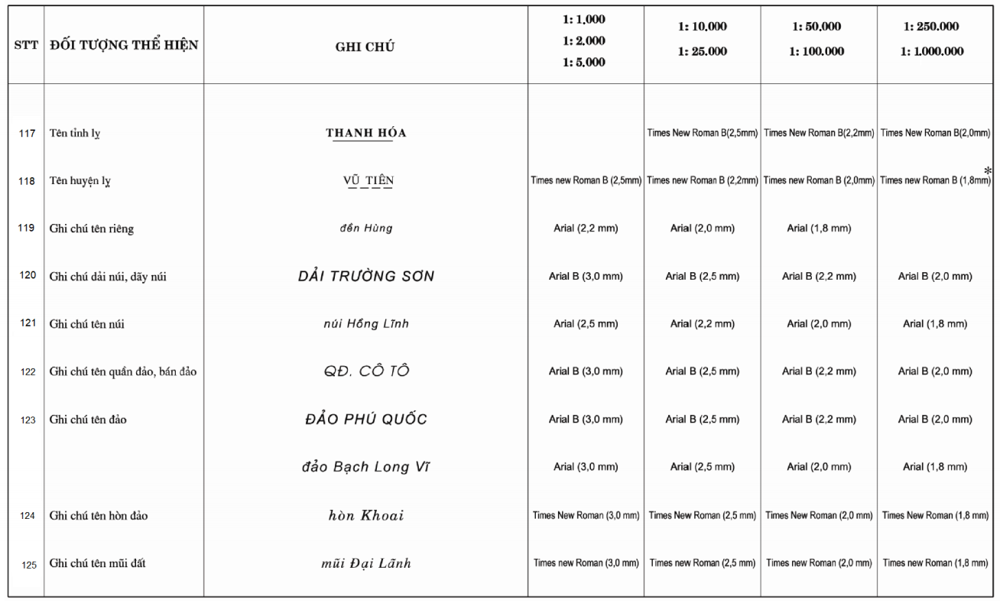 STT ĐỐI TƯỢNG THỂ HIỆN GHI CHÚ 1: 1.000 1: 2.000 1: 5.000 1: 10.000 1: 25.000 1: 50.000 1: 100.000 1: 250.000 1: 1.000.000
117 Tên tỉnh lỵ THANH HÓA Times New Roman B(2,5mm) Times New Roman B(2,2mm) Times New Roman B(2,0mm)
118 Tên huyện lỵ VŨ TIÊN Times new Roman B (2,5mm) Times new Roman B (2,2mm) Times new Roman B (2,0mm) Times new Roman B (1,8mm) *
119 Ghi chú tên riêng đền Hùng Arial (2,2 mm) Arial (2,0 mm) Arial (1,8 mm)
120 Ghi chú dải núi, dãy núi DẢI TRƯỜNG SƠN Arial B (3,0 mm) Arial B (2,5 mm) Arial B (2,2 mm) Arial B (2,0 mm)
121 Ghi chú tên núi núi Hồng Lĩnh Arial (2,5 mm) Arial (2,2 mm) Arial (2,0 mm) Arial (1,8 mm)
122 Ghi chú tên quần đảo, bán đảo QĐ. CÔ TÔ Arial B (3,0 mm) Arial B (2,5 mm) Arial B (2,2 mm) Arial B (2,0 mm)
123 Ghi chú tên đảo ĐẢO PHÚ QUỐC Arial B (3,0 mm) Arial B (2,5 mm) Arial B (2,2 mm) Arial B (2,0 mm)
đảo Bạch Long Vĩ Arial (3,0 mm) Arial (2,5 mm) Arial (2,0 mm) Arial (1,8 mm)
124 Ghi chú tên hòn đảo hòn Khoai Times New Roman (3,0 mm) Times New Roman (2,5 mm) Times New Roman (2,0 mm) Times New Roman (1,8 mm)
125 Ghi chú tên mũi đất mũi Đại Lãnh Times new Roman (3,0 mm) Times new Roman (2,5 mm) Times new Roman (2,0 mm) Times new Roman (1,8 mm)